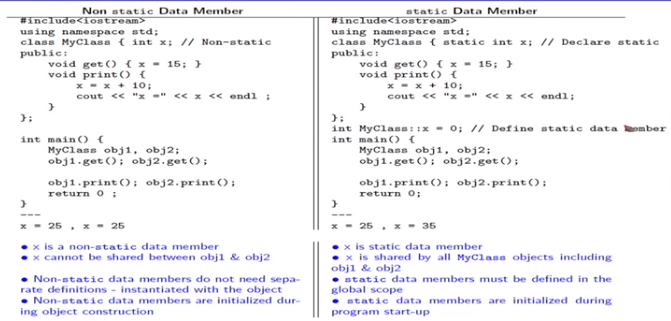 Non static Data Member
#include<iostream>
using namespace std;
class MyClass { int x; // Non-static
public:
    void get() { x = 15; }
    void print() {
        x = x + 10;
        cout << "x =" << x << endl ;
    }
};
int main() {
    MyClass obj1, obj2;
    obj1.get(); obj2.get();
    obj1.print(); obj2.print();
    return 0 ;
}
---
x = 25 , x = 25
• x is a non-static data member
• x cannot be shared between obj1 & obj2
• Non-static data members do not need sepa-
rate definitions - instantiated with the object
• Non-static data members are initialized dur-
ing object construction
static Data Member
#include<iostream>
using namespace std;
class MyClass { static int x; // Declare static
public:
    void get() { x = 15; }
    void print() {
        x = x + 10;
        cout << "x =" << x << endl;
    }
};
int MyClass::x = 0; // Define static data member
int main() {
    MyClass obj1, obj2;
    obj1.get(); obj2.get();
    obj1.print(); obj2.print();
    return 0;
}
---
x = 25 , x = 35
• x is static data member
• x is shared by all MyClass objects including
obj1 & obj2
• static data members must be defined in the
global scope
• static data members are initialized during
program start-up